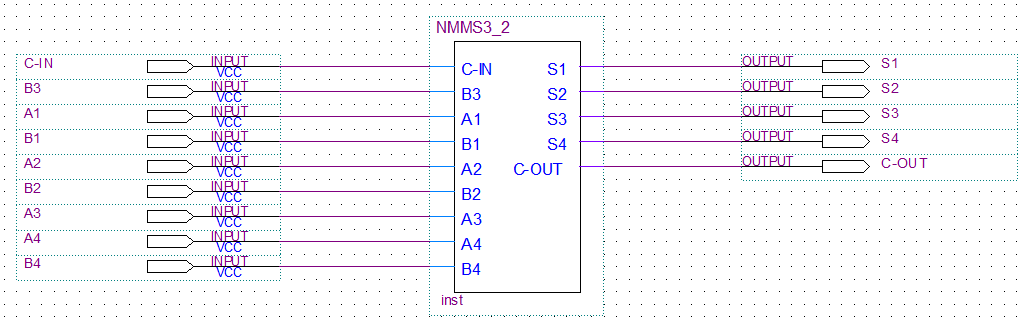 NMMS3_2
C-IN INPUT VCC C-IN S1 OUTPUT S1
B3 INPUT VCC B3 S2 OUTPUT S2
A1 INPUT VCC A1 S3 OUTPUT S3
B1 INPUT VCC B1 S4 OUTPUT S4
A2 INPUT VCC A2 C-OUT OUTPUT C-OUT
B2 INPUT VCC B2
A3 INPUT VCC A3
A4 INPUT VCC A4
B4 INPUT VCC B4
inst